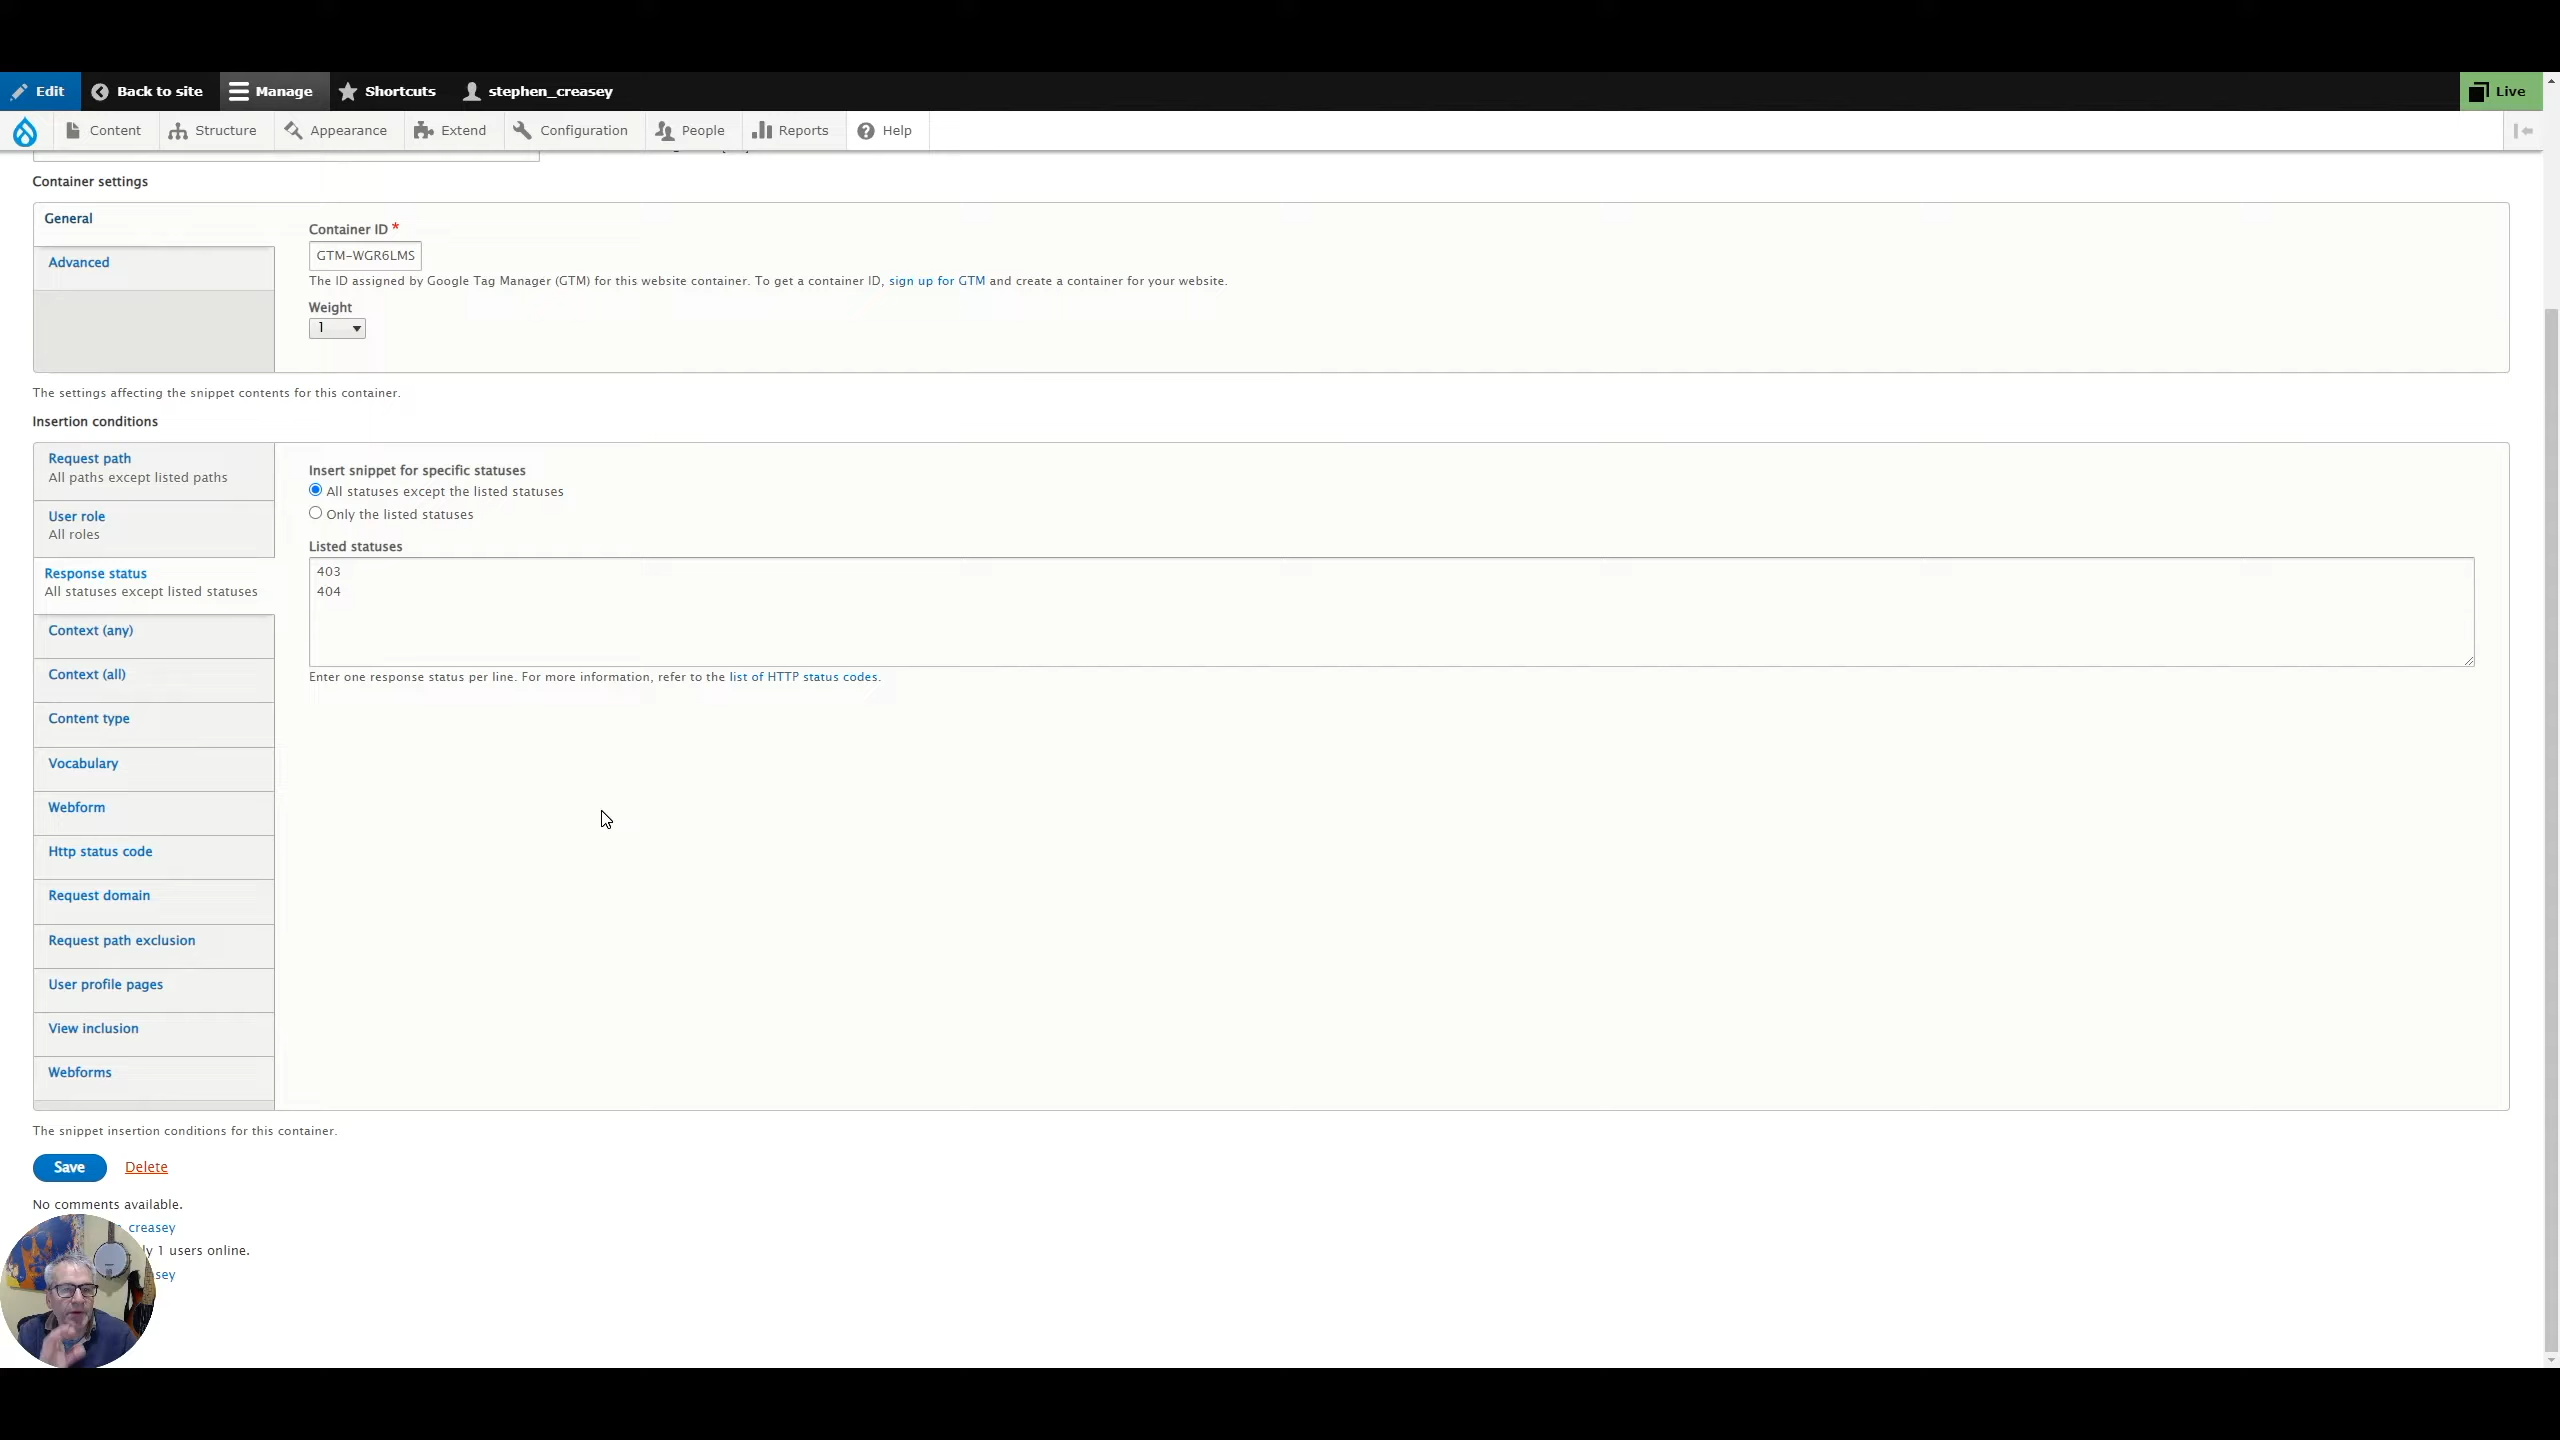 Edit Back to site Manage Shortcuts stephen_creasey Live
Content Structure Appearance Extend Configuration People Reports Help
Container settings
General
Advanced
Container ID *
GTM-WGR6LMS
The ID assigned by Google Tag Manager (GTM) for this website container. To get a container ID, sign up for GTM and create a container for your website.
Weight
1
The settings affecting the snippet contents for this container.
Insertion conditions
Request path
All paths except listed paths
User role
All roles
Response status
All statuses except listed statuses
Context (any)
Context (all)
Content type
Vocabulary
Webform
Http status code
Request domain
Request path exclusion
User profile pages
View inclusion
Webforms
Insert snippet for specific statuses
All statuses except the listed statuses
Only the listed statuses
Listed statuses
403
404
Enter one response status per line. For more information, refer to the list of HTTP status codes.
The snippet insertion conditions for this container.
Save Delete
No comments available.
creasey
1 users online.